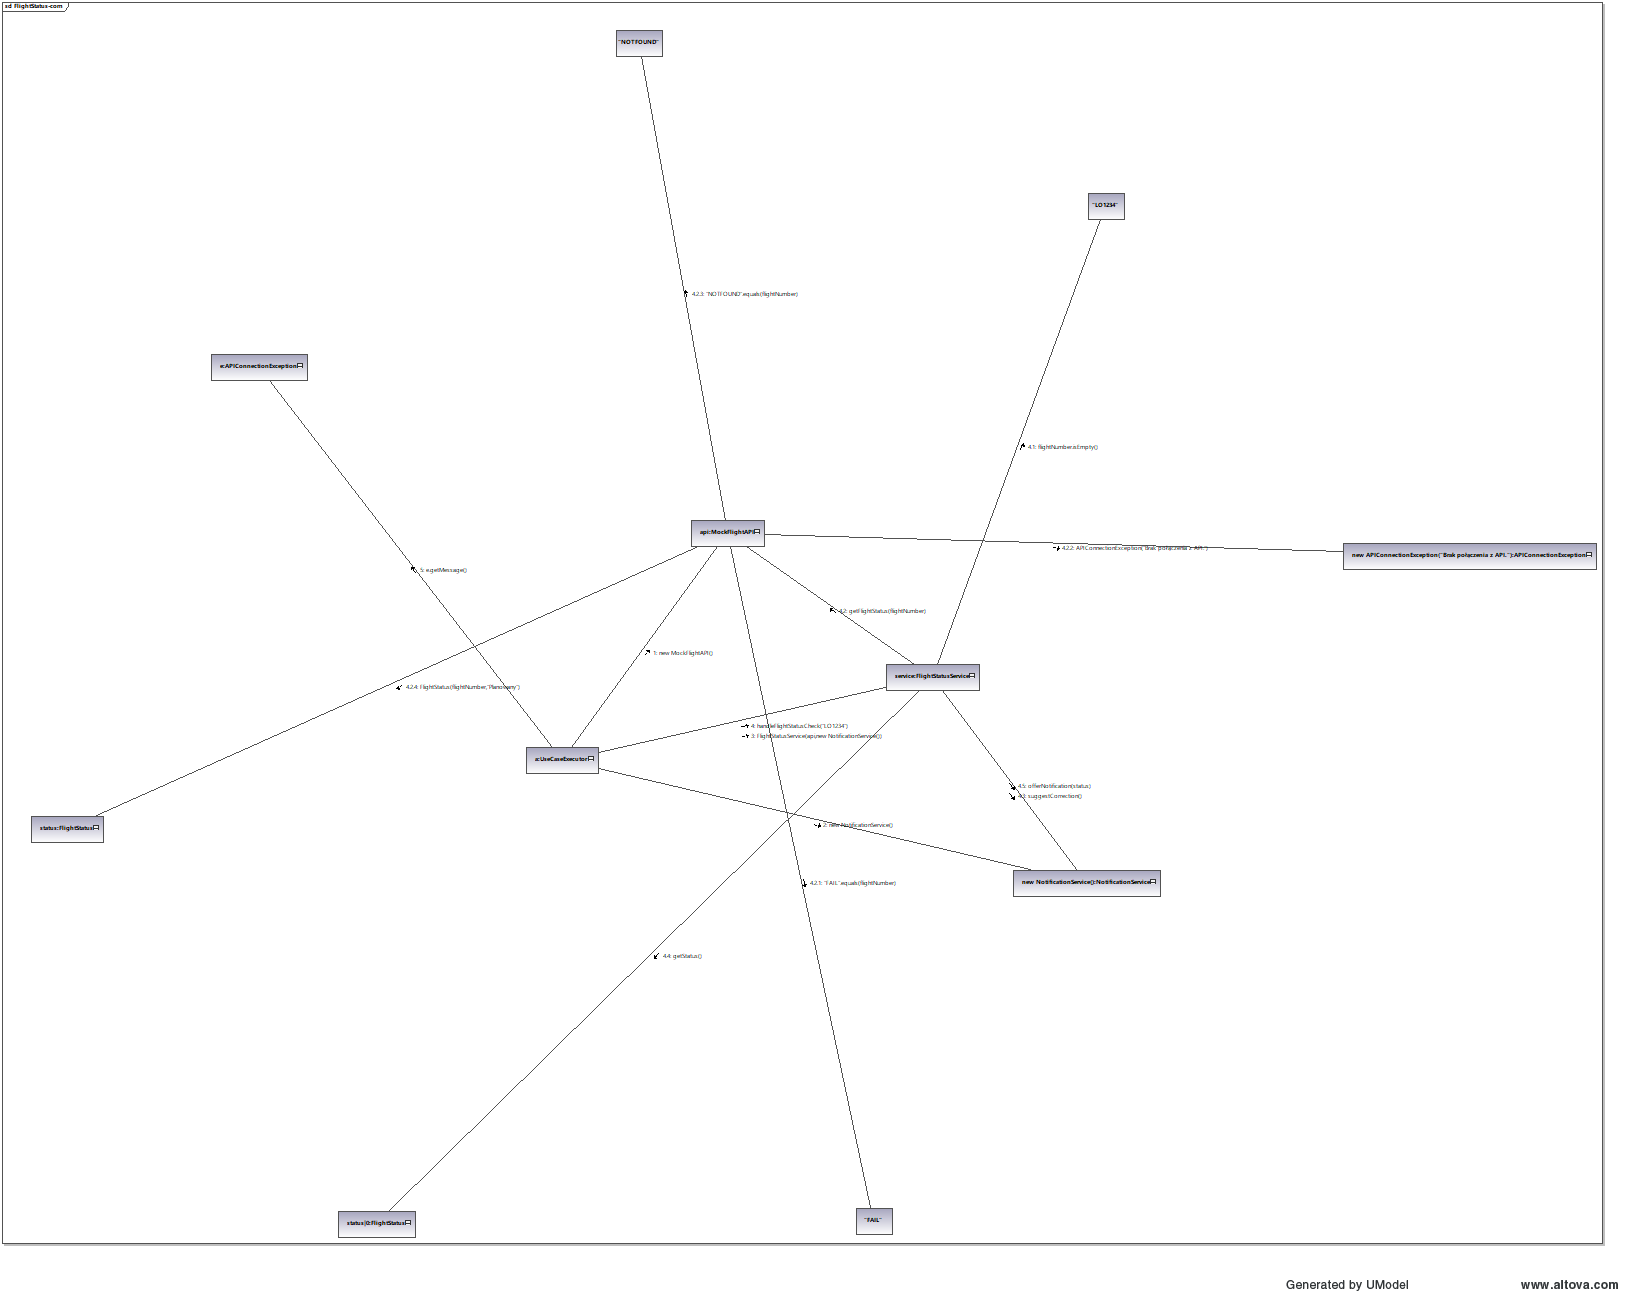 sd FlightStatus-com
"NOTFOUND"
"LO1234"
4.2.3: "NOTFOUND".equals(flightNumber)
e:APIConnectionException
4.1: flightNumber.isEmpty()
api:MockFlightAPI
4.2.2: APIConnectionException("Brak połączenia z API.")
new APIConnectionException("Brak połączenia z API."):APIConnectionException
5: e.getMessage()
4.2: getFlightStatus(flightNumber)
1: new MockFlightAPI()
service:FlightStatusService
4.2.4: FlightStatus(flightNumber,"Planowany")
4: handleFlightStatusCheck("LO1234")
3: FlightStatusService(api,new NotificationService())
a:UseCaseExecutor
4.5: offerNotification(status)
4.3: suggestCorrection()
status:FlightStatus
2: new NotificationService()
4.2.1: "FAIL".equals(flightNumber)
new NotificationService():NotificationService
4.4: getStatus()
status|0:FlightStatus
"FAIL"
Generated by UModel
www.altova.com